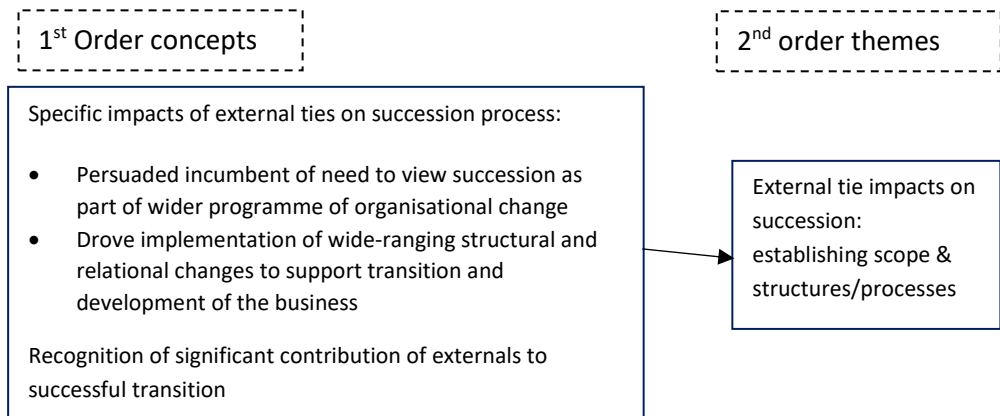 1st Order concepts
2nd order themes
Specific impacts of external ties on succession process:
• Persuaded incumbent of need to view succession as
part of wider programme of organisational change
• Drove implementation of wide-ranging structural and
relational changes to support transition and
development of the business
Recognition of significant contribution of externals to
successful transition
External tie impacts on
succession:
establishing scope &
structures/processes